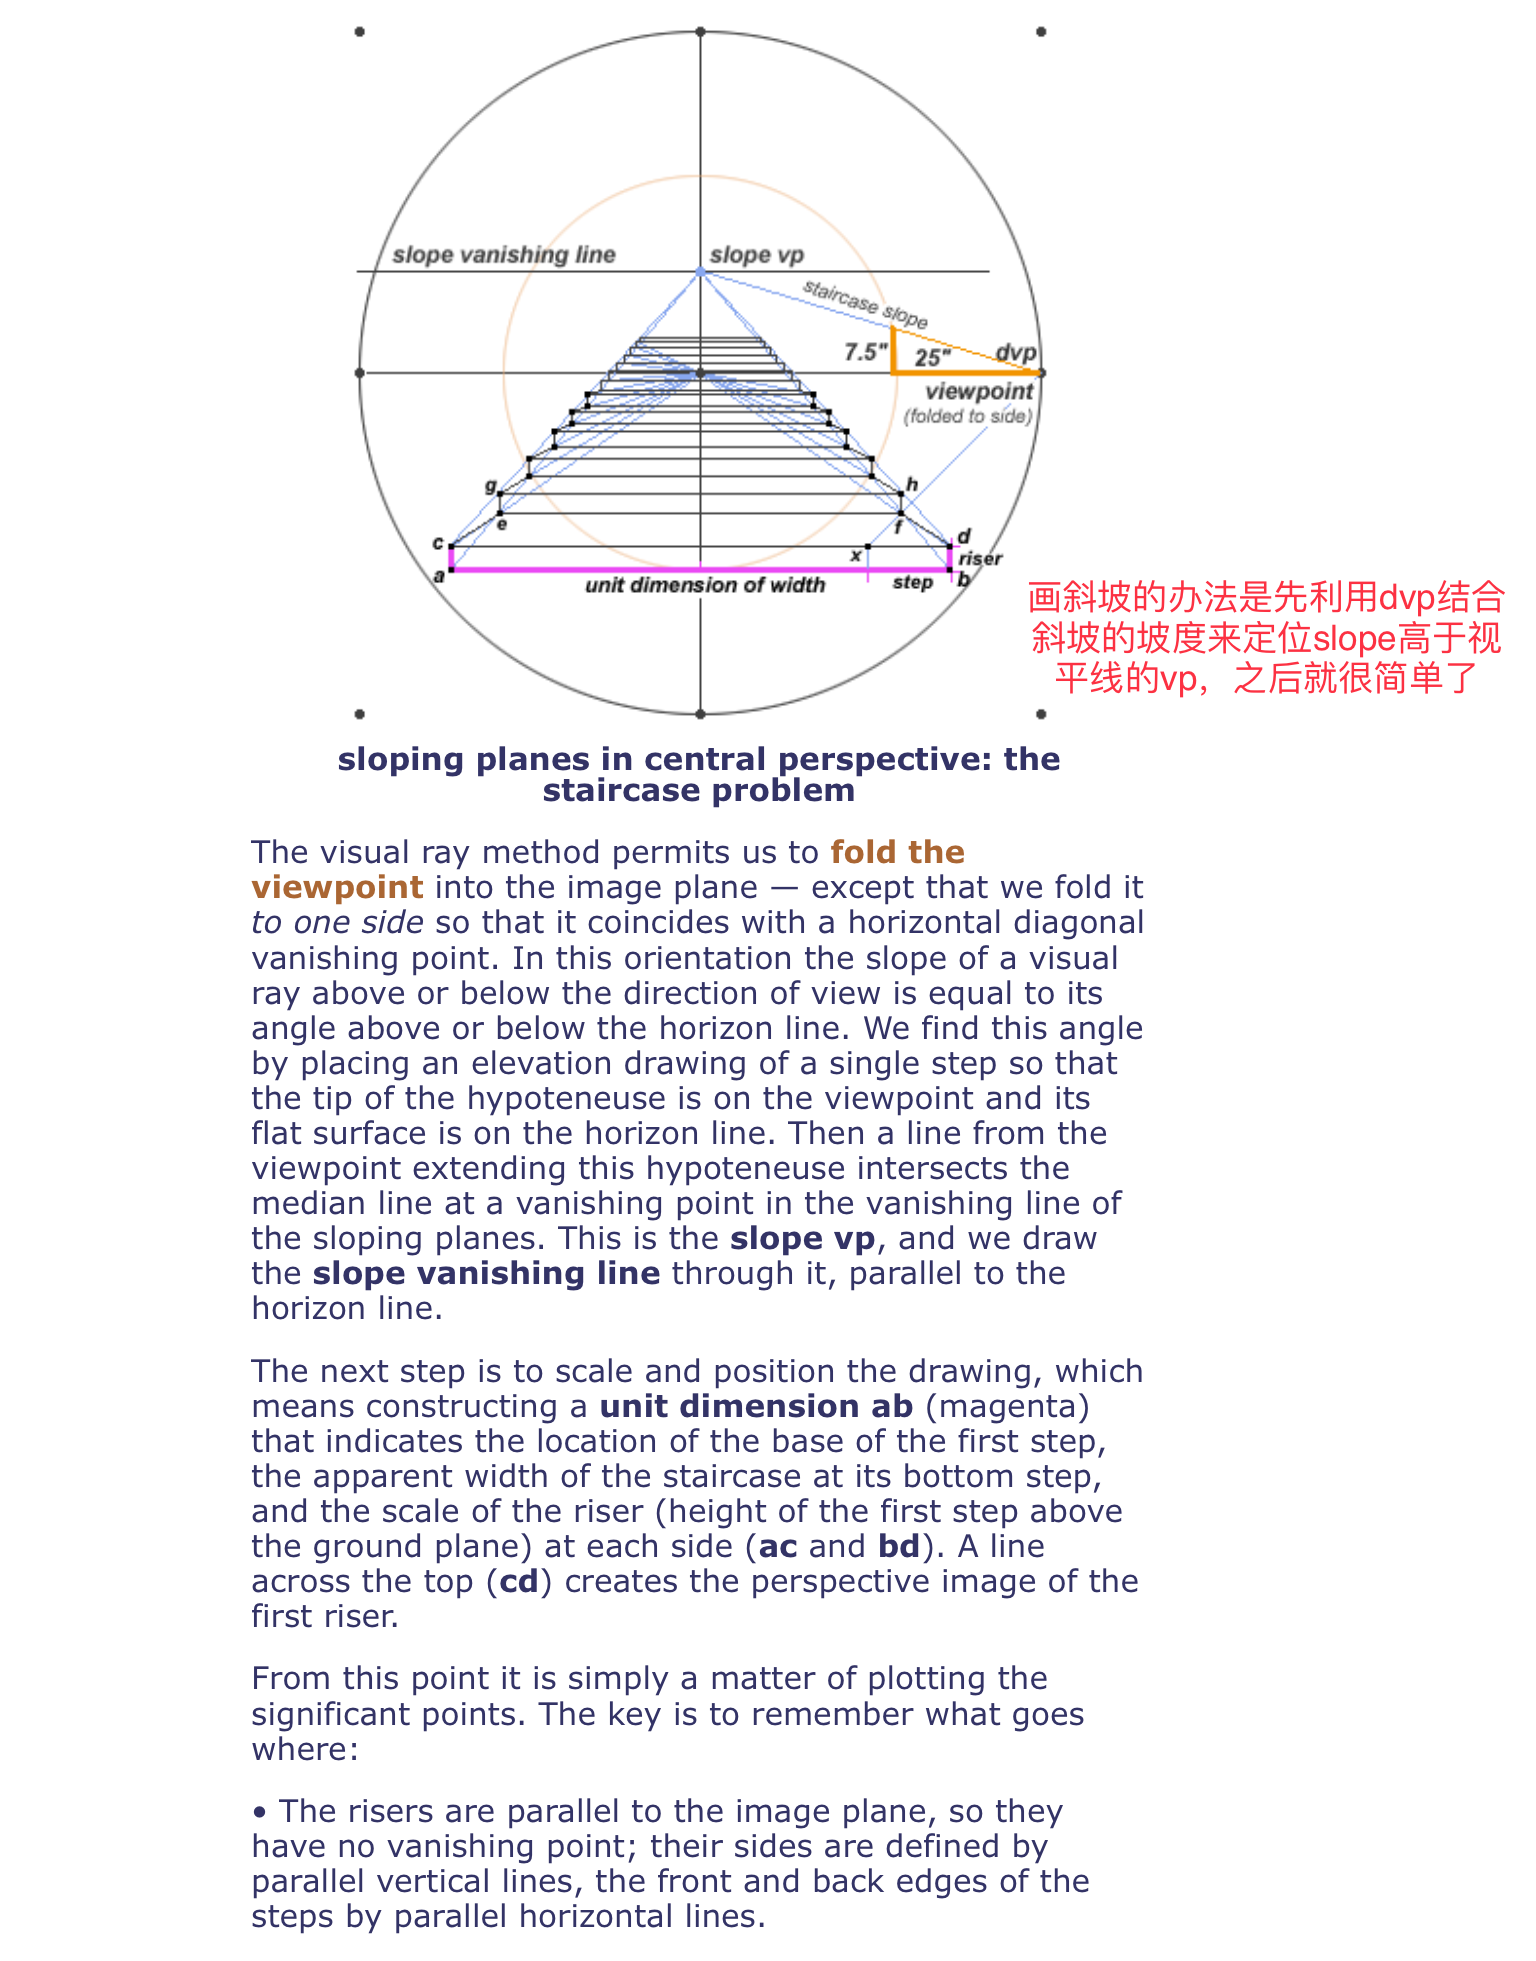 slope vanishing line
slope vp
staircase slope
7.5"
25"
dvp
viewpoint
(folded to side)
g
h
e
f
c
d
x
riser
a
unit dimension of width
step
b
画斜坡的办法是先利用dvp结合
斜坡的坡度来定位slope高于视
平线的vp，之后就很简单了
sloping planes in central perspective: the
staircase problem
The visual ray method permits us to fold the
viewpoint into the image plane — except that we fold it
to one side so that it coincides with a horizontal diagonal
vanishing point. In this orientation the slope of a visual
ray above or below the direction of view is equal to its
angle above or below the horizon line. We find this angle
by placing an elevation drawing of a single step so that
the tip of the hypoteneuse is on the viewpoint and its
flat surface is on the horizon line. Then a line from the
viewpoint extending this hypoteneuse intersects the
median line at a vanishing point in the vanishing line of
the sloping planes. This is the slope vp, and we draw
the slope vanishing line through it, parallel to the
horizon line.
The next step is to scale and position the drawing, which
means constructing a unit dimension ab (magenta)
that indicates the location of the base of the first step,
the apparent width of the staircase at its bottom step,
and the scale of the riser (height of the first step above
the ground plane) at each side (ac and bd). A line
across the top (cd) creates the perspective image of the
first riser.
From this point it is simply a matter of plotting the
significant points. The key is to remember what goes
where:
• The risers are parallel to the image plane, so they
have no vanishing point; their sides are defined by
parallel vertical lines, the front and back edges of the
steps by parallel horizontal lines.